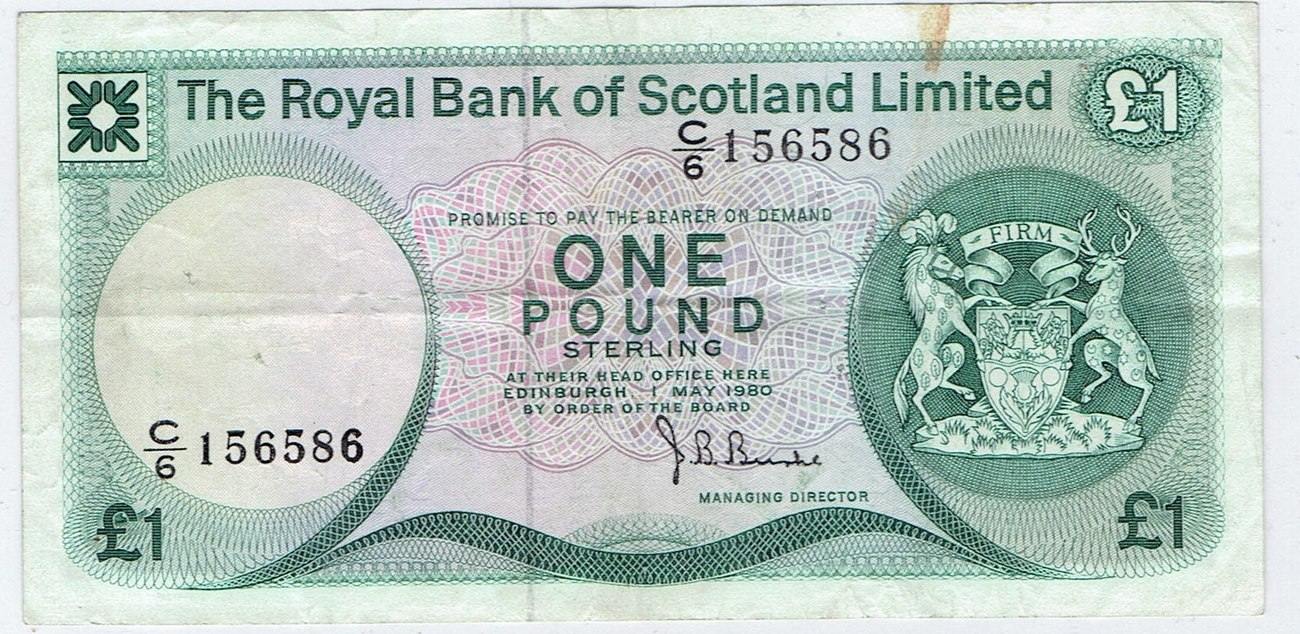 The Royal Bank of Scotland Limited
£1
C/6 156586
PROMISE TO PAY THE BEARER ON DEMAND
ONE
POUND
STERLING
AT THEIR HEAD OFFICE HERE
EDINBURGH, 1 MAY 1980
BY ORDER OF THE BOARD
FIRM
C/6 156586
J.B. Burke
MANAGING DIRECTOR
£1
£1